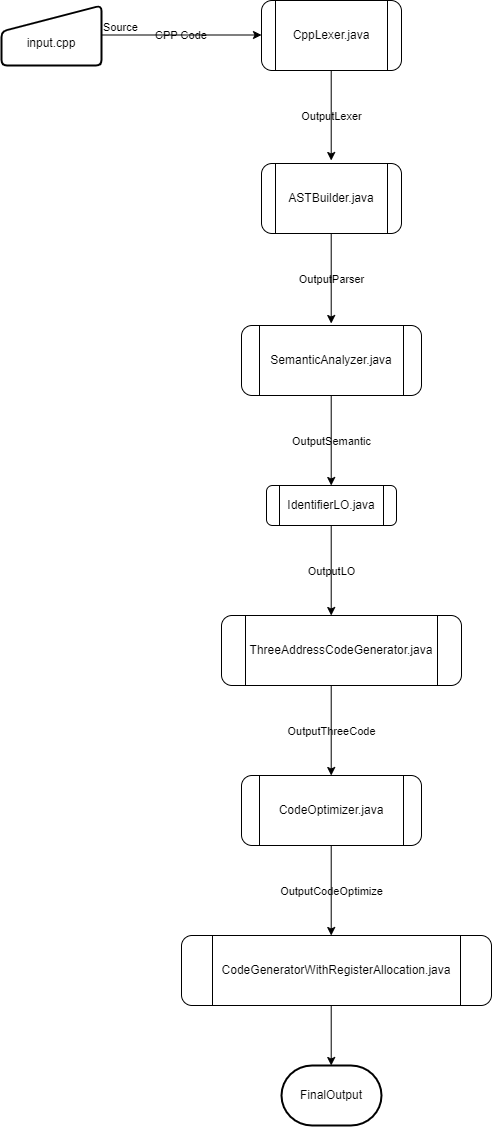 input.cpp
Source
CPP Code
CppLexer.java
OutputLexer
ASTBuilder.java
OutputParser
SemanticAnalyzer.java
OutputSemantic
IdentifierLO.java
OutputLO
ThreeAddressCodeGenerator.java
OutputThreeCode
CodeOptimizer.java
OutputCodeOptimize
CodeGeneratorWithRegisterAllocation.java
FinalOutput